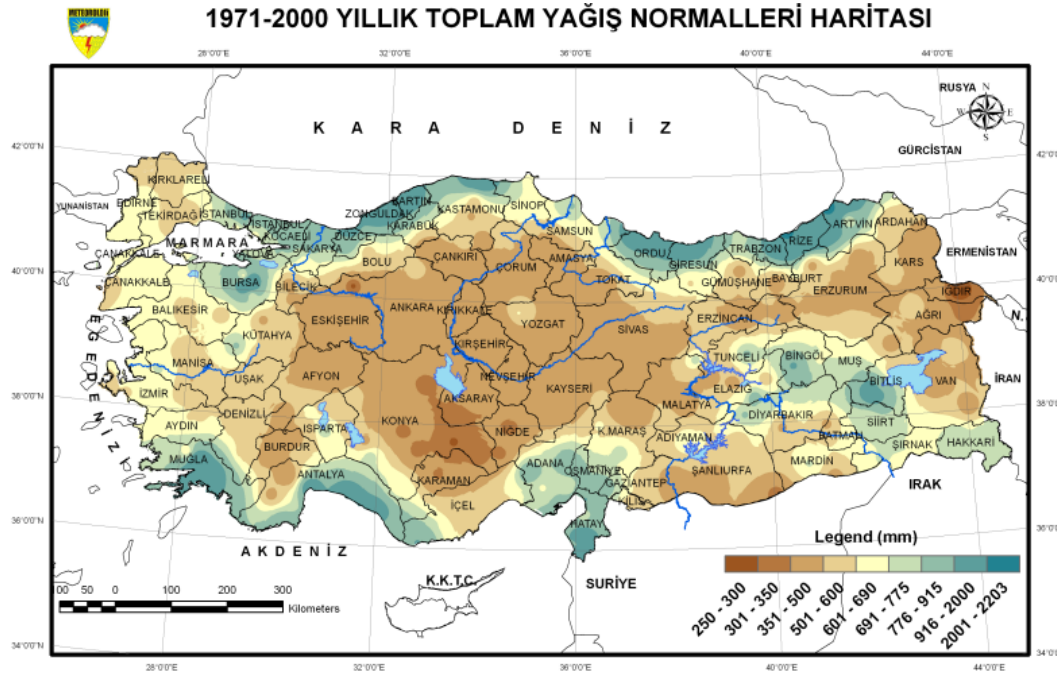 METEOROLOJİ
1971-2000 YILLIK TOPLAM YAĞIŞ NORMALLERİ HARİTASI
28°0'0"E 32°0'0"E 36°0'0"E 40°0'0"E 44°0'0"E
RUSYA
N
W E
S
KARA DENİZ
42°0'0"N
GÜRCİSTAN
KIRKLARELİ
EDİRNE
YUNANİSTAN
TEKİRDAĞ
İSTANBUL
İSTANBUL
KOCAELİ
SAKARYA
DÜZCE
ZONGULDAK
BARTIN
KARABÜK
KASTAMONU
SİNOP
SAMSUN
ORDU
GİRESUN
TRABZON
RİZE
ARTVİN
ARDAHAN
ERMENİSTAN
MARMARA
YALOVA
ÇANAKKALE
ÇANAKKALE
BURSA
BİLECİK
BOLU
ÇANKIRI
ÇORUM
AMASYA
TOKAT
GÜMÜŞHANE
BAYBURT
ERZURUM
KARS
IĞDIR
40°0'0"N
BALIKESİR
KÜTAHYA
ESKİŞEHİR
ANKARA
KIRIKKALE
YOZGAT
SİVAS
ERZİNCAN
AĞRI
N.
EGE DENİZİ
MANİSA
UŞAK
AFYON
KIRŞEHİR
NEVŞEHİR
KAYSERİ
TUNCELİ
BİNGÖL
MUŞ
BİTLİS
VAN
İRAN
İZMİR
AYDIN
DENİZLİ
ISPARTA
BURDUR
KONYA
AKSARAY
NİĞDE
K.MARAŞ
MALATYA
ELAZIĞ
DİYARBAKIR
ADIYAMAN
BATMAN
SİİRT
ŞIRNAK
HAKKARİ
38°0'0"N
MUĞLA
ANTALYA
KARAMAN
İÇEL
ADANA
OSMANİYE
GAZİANTEP
KİLİS
ŞANLIURFA
MARDİN
IRAK
HATAY
36°0'0"N
AKDENİZ
K.K.T.C.
SURİYE
Legend (mm)
250 - 300
301 - 350
351 - 500
501 - 600
601 - 690
691 - 775
776 - 915
916 - 2000
2001 - 2203
100 50 0 100 200 300
Kilometers
34°0'0"N
28°0'0"E 32°0'0"E 36°0'0"E 40°0'0"E 44°0'0"E